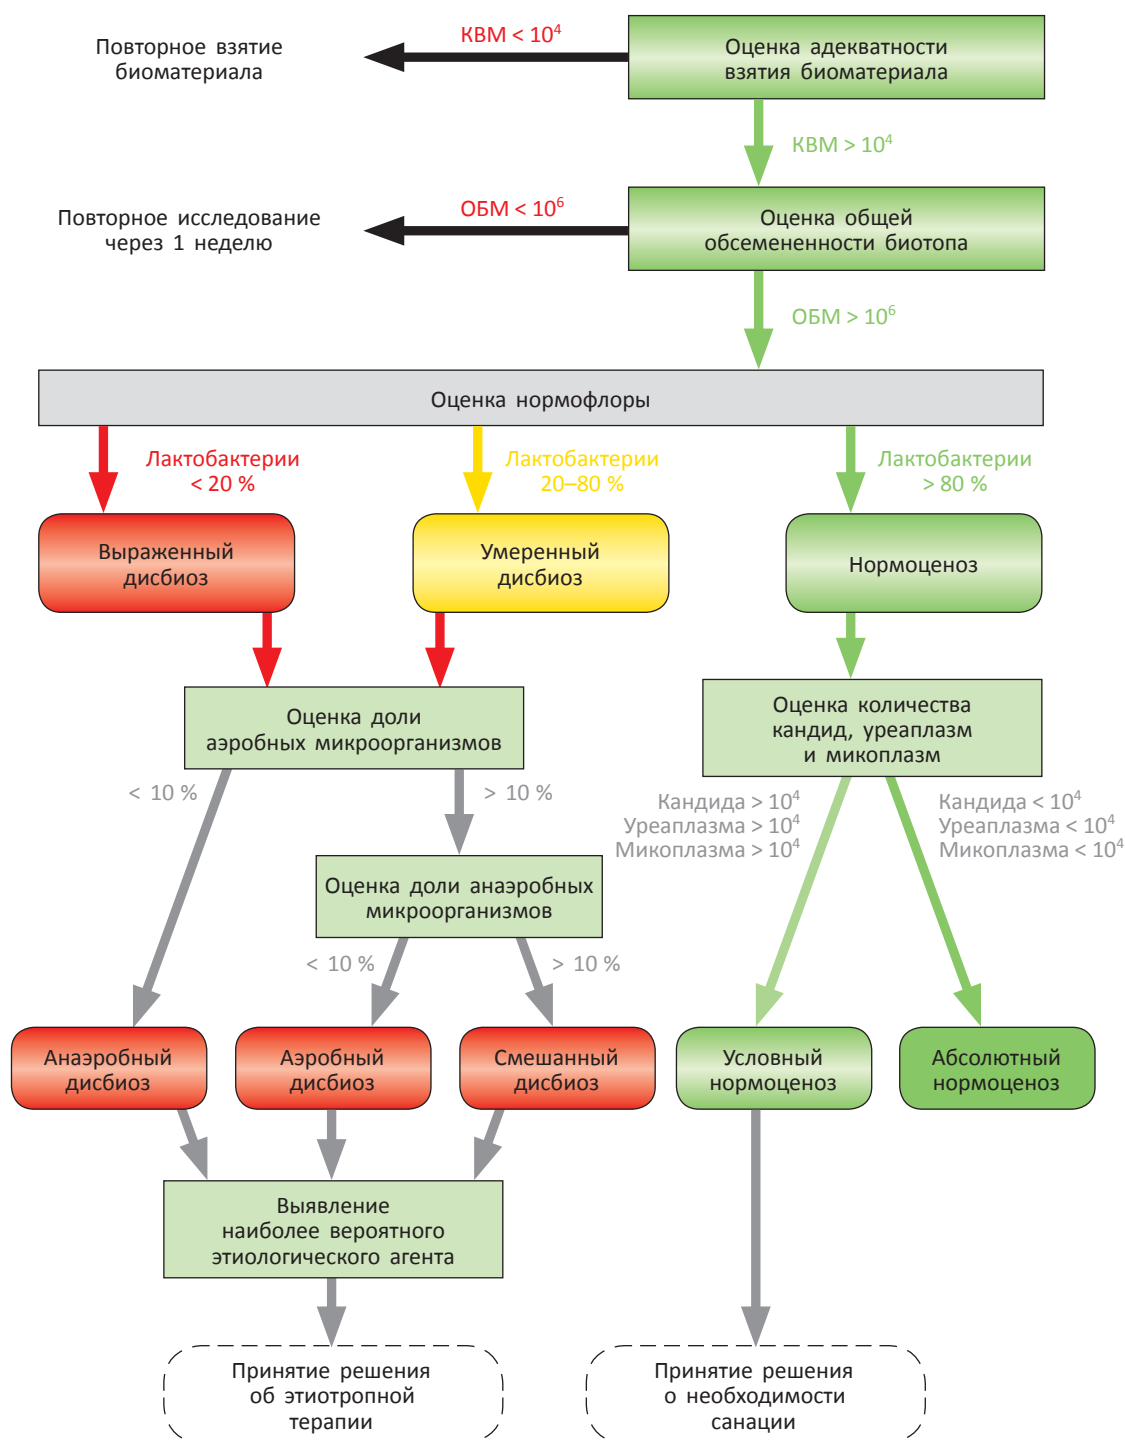 Повторное взятие
биоматериала
КВМ < 10⁴
Оценка адекватности
взятия биоматериала
КВМ > 10⁴
Повторное исследование
через 1 неделю
ОБМ < 10⁶
Оценка общей
обсемененности биотопа
ОБМ > 10⁶
Оценка нормофлоры
Лактобактерии
< 20 %
Лактобактерии
20–80 %
Лактобактерии
> 80 %
Выраженный
дисбиоз
Умеренный
дисбиоз
Нормоценоз
Оценка доли
аэробных микроорганизмов
Оценка количества
кандид, уреаплазм
и микоплазм
< 10 %
> 10 %
Кандида > 10⁴
Уреаплазма > 10⁴
Микоплазма > 10⁴
Кандида < 10⁴
Уреаплазма < 10⁴
Микоплазма < 10⁴
Оценка доли анаэробных
микроорганизмов
< 10 %
> 10 %
Анаэробный
дисбиоз
Аэробный
дисбиоз
Смешанный
дисбиоз
Условный
нормоценоз
Абсолютный
нормоценоз
Выявление
наиболее вероятного
этиологического агента
Принятие решения
об этиотропной
терапии
Принятие решения
о необходимости
санации